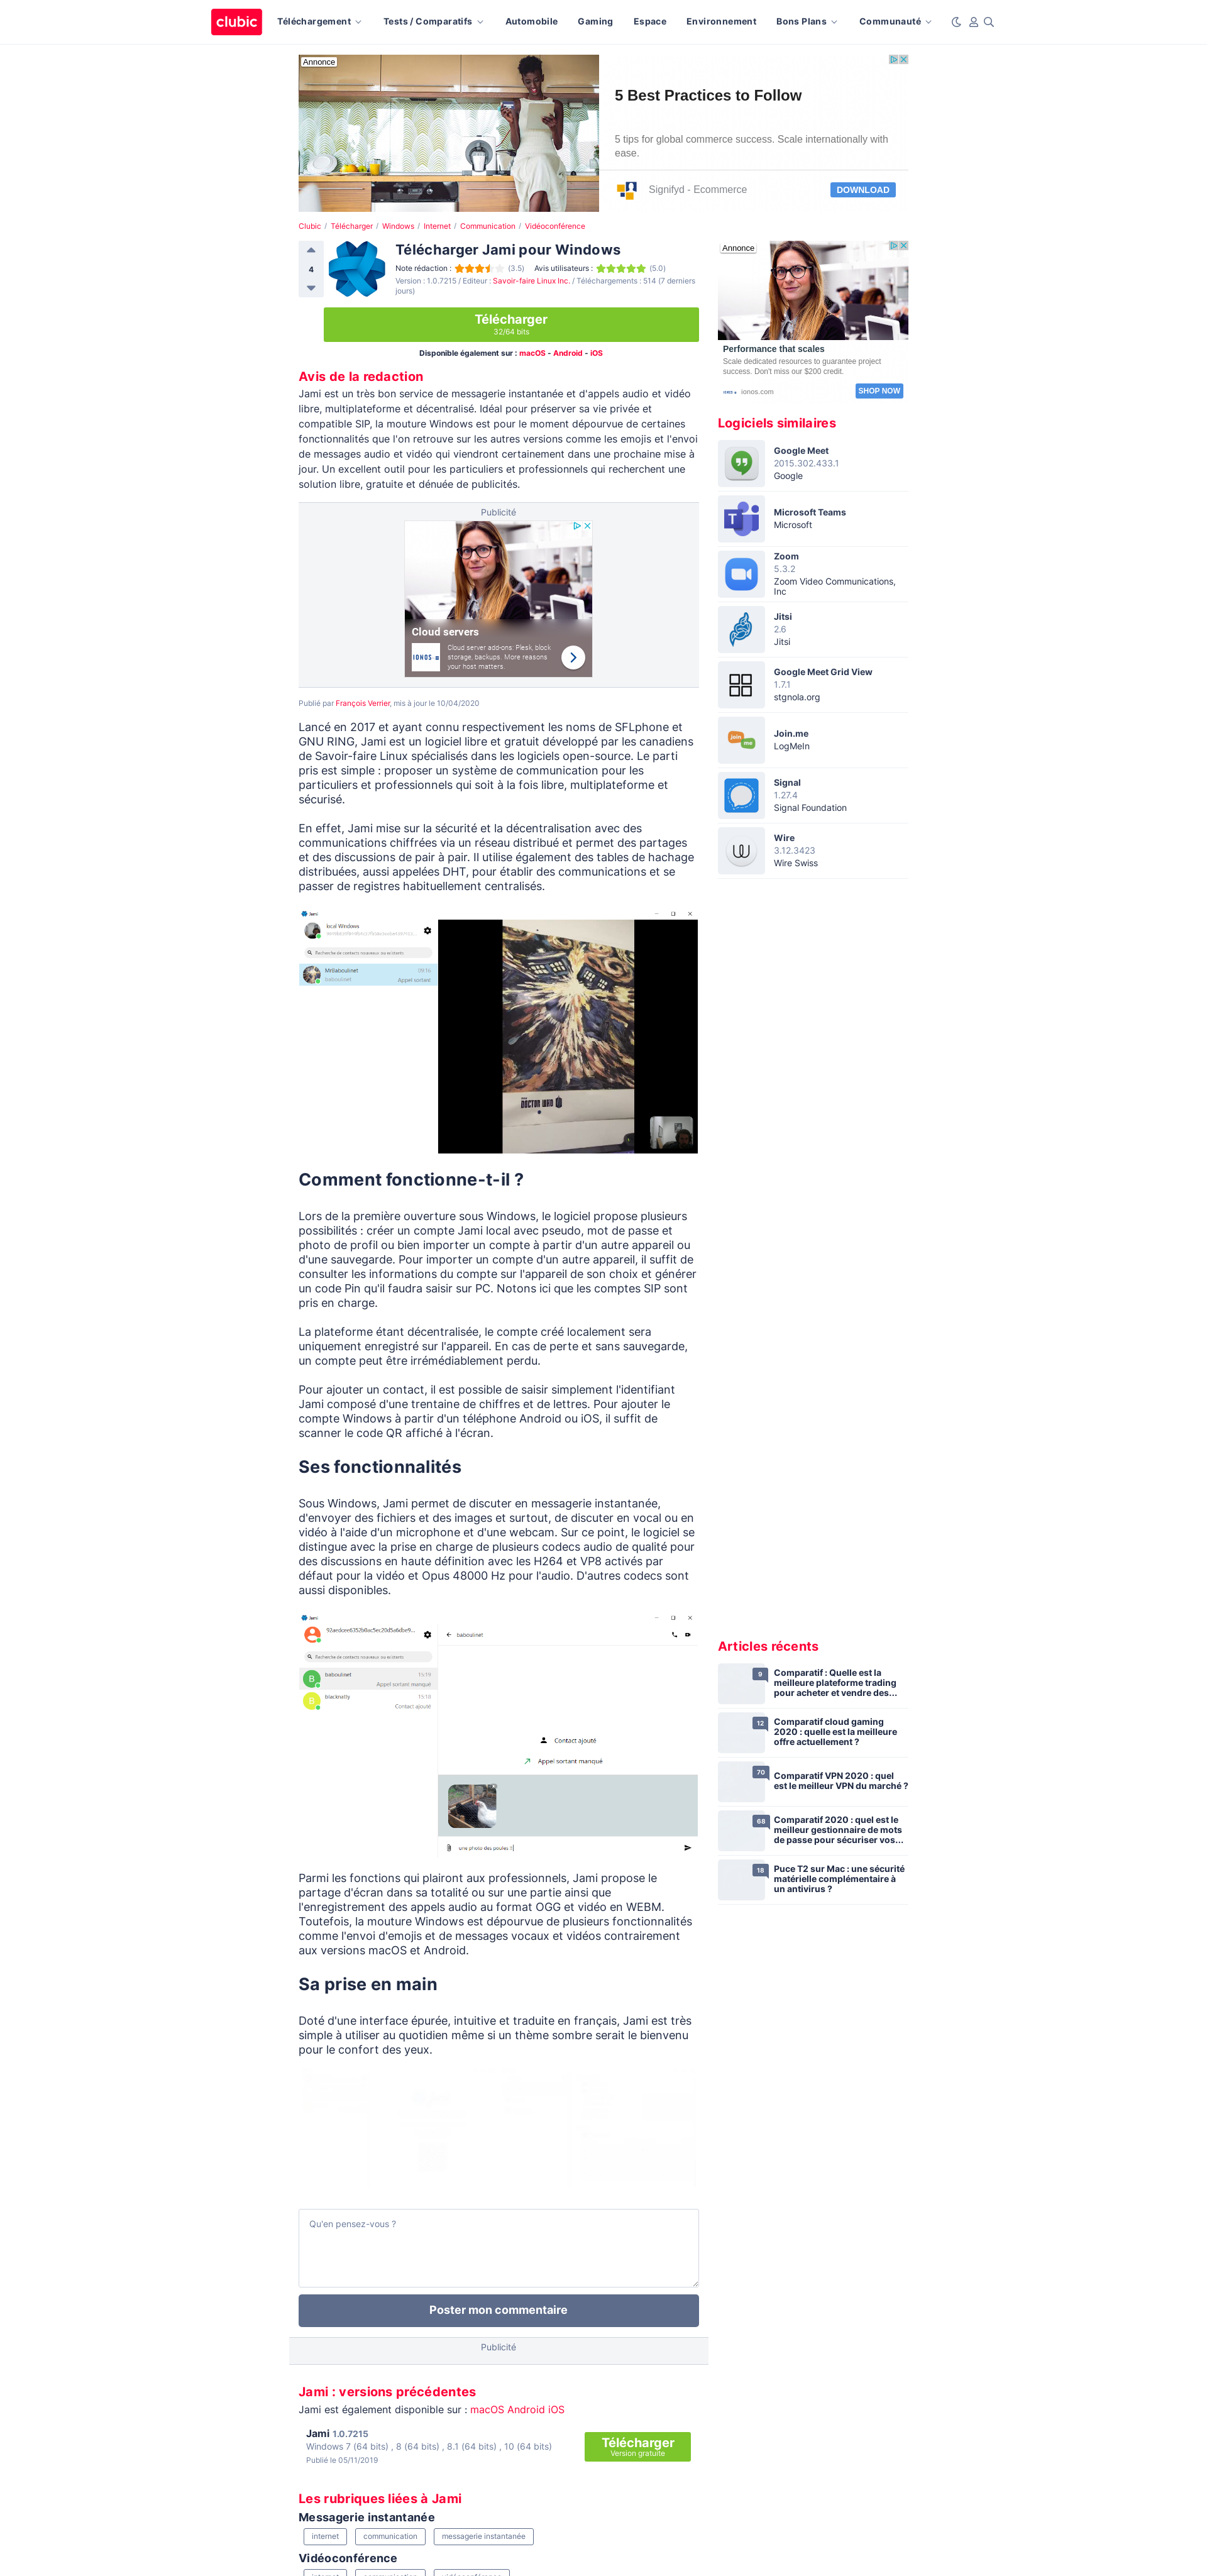 clubic
Téléchargement
Tests / Comparatifs
Automobile
Gaming
Espace
Environnement
Bons Plans
Communauté
Annonce
5 Best Practices to Follow
5 tips for global commerce success. Scale internationally with
ease.
Signifyd - Ecommerce
DOWNLOAD
Clubic / Télécharger / Windows / Internet / Communication / Vidéoconférence
4
Télécharger Jami pour Windows
Note rédaction : (3.5) Avis utilisateurs : (5.0)
Version : 1.0.7215 / Editeur : Savoir-faire Linux Inc. / Téléchargements : 514 (7 derniers
jours)
Télécharger
32/64 bits
Disponible également sur : macOS - Android - iOS
Avis de la redaction
Jami est un très bon service de messagerie instantanée et d'appels audio et vidéo
libre, multiplateforme et décentralisé. Idéal pour préserver sa vie privée et
compatible SIP, la mouture Windows est pour le moment dépourvue de certaines
fonctionnalités que l'on retrouve sur les autres versions comme les emojis et l'envoi
de messages audio et vidéo qui viendront certainement dans une prochaine mise à
jour. Un excellent outil pour les particuliers et professionnels qui recherchent une
solution libre, gratuite et dénuée de publicités.
Publicité
Cloud servers
IONOS
Cloud server add-ons: Plesk, block
storage, backups. More reasons
your host matters.
Publié par François Verrier, mis à jour le 10/04/2020
Lancé en 2017 et ayant connu respectivement les noms de SFLphone et
GNU RING, Jami est un logiciel libre et gratuit développé par les canadiens
de Savoir-faire Linux spécialisés dans les logiciels open-source. Le parti
pris est simple : proposer un système de communication pour les
particuliers et professionnels qui soit à la fois libre, multiplateforme et
sécurisé.
En effet, Jami mise sur la sécurité et la décentralisation avec des
communications chiffrées via un réseau distribué et permet des partages
et des discussions de pair à pair. Il utilise également des tables de hachage
distribuées, aussi appelées DHT, pour établir des communications et se
passer de registres habituellement centralisés.
Jami
local Windows
Recherche de contacts nouveaux ou existants
MrBaboulinet
baboulinet
Appel sortant
DOCTOR WHO
Comment fonctionne-t-il ?
Lors de la première ouverture sous Windows, le logiciel propose plusieurs
possibilités : créer un compte Jami local avec pseudo, mot de passe et
photo de profil ou bien importer un compte à partir d'un autre appareil ou
d'une sauvegarde. Pour importer un compte d'un autre appareil, il suffit de
consulter les informations du compte sur l'appareil de son choix et générer
un code Pin qu'il faudra saisir sur PC. Notons ici que les comptes SIP sont
pris en charge.
La plateforme étant décentralisée, le compte créé localement sera
uniquement enregistré sur l'appareil. En cas de perte et sans sauvegarde,
un compte peut être irrémédiablement perdu.
Pour ajouter un contact, il est possible de saisir simplement l'identifiant
Jami composé d'une trentaine de chiffres et de lettres. Pour ajouter le
compte Windows à partir d'un téléphone Android ou iOS, il suffit de
scanner le code QR affiché à l'écran.
Ses fonctionnalités
Sous Windows, Jami permet de discuter en messagerie instantanée,
d'envoyer des fichiers et des images et surtout, de discuter en vocal ou en
vidéo à l'aide d'un microphone et d'une webcam. Sur ce point, le logiciel se
distingue avec la prise en charge de plusieurs codecs audio de qualité pour
des discussions en haute définition avec les H264 et VP8 activés par
défaut pour la vidéo et Opus 48000 Hz pour l'audio. D'autres codecs sont
aussi disponibles.
Jami
Recherche de contacts nouveaux ou existants
B
baboulinet
15:19
Appel sortant manqué
B
blacknally
15:18
Contact ajouté
baboulinet
Contact ajouté
Appel sortant manqué
une photo des poules !
Parmi les fonctions qui plairont aux professionnels, Jami propose le
partage d'écran dans sa totalité ou sur une partie ainsi que
l'enregistrement des appels audio au format OGG et vidéo en WEBM.
Toutefois, la mouture Windows est dépourvue de plusieurs fonctionnalités
comme l'envoi d'emojis et de messages vocaux et vidéos contrairement
aux versions macOS et Android.
Sa prise en main
Doté d'une interface épurée, intuitive et traduite en français, Jami est très
simple à utiliser au quotidien même si un thème sombre serait le bienvenu
pour le confort des yeux.
Qu'en pensez-vous ?
Poster mon commentaire
Publicité
Jami : versions précédentes
Jami est également disponible sur : macOS Android iOS
Jami 1.0.7215
Windows 7 (64 bits) , 8 (64 bits) , 8.1 (64 bits) , 10 (64 bits)
Publié le 05/11/2019
Télécharger
Version gratuite
Les rubriques liées à Jami
Messagerie instantanée
internet
communication
messagerie instantanée
Vidéoconférence
Annonce
Performance that scales
Scale dedicated resources to guarantee project
success. Don't miss our $200 credit.
ionos.com
SHOP NOW
Logiciels similaires
Google Meet
2015.302.433.1
Google
Microsoft Teams
Microsoft
Zoom
5.3.2
Zoom Video Communications,
Inc
Jitsi
2.6
Jitsi
Google Meet Grid View
1.7.1
stgnola.org
join me
Join.me
LogMeIn
Signal
1.27.4
Signal Foundation
Wire
3.12.3423
Wire Swiss
Articles récents
9
Comparatif : Quelle est la
meilleure plateforme trading
pour acheter et vendre des...
12
Comparatif cloud gaming
2020 : quelle est la meilleure
offre actuellement ?
70
Comparatif VPN 2020 : quel
est le meilleur VPN du marché ?
68
Comparatif 2020 : quel est le
meilleur gestionnaire de mots
de passe pour sécuriser vos...
18
Puce T2 sur Mac : une sécurité
matérielle complémentaire à
un antivirus ?